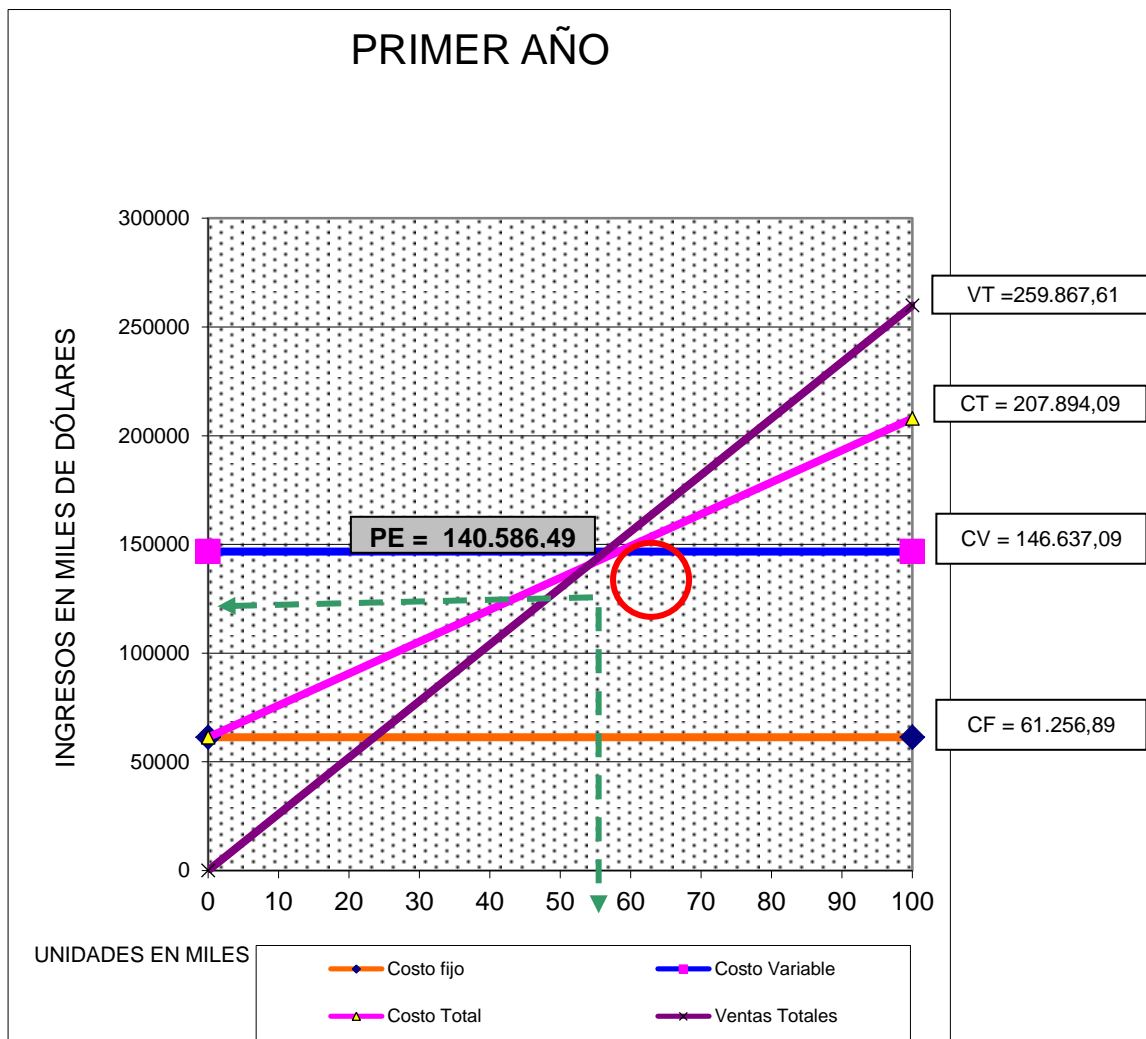 PRIMER AÑO
INGRESOS EN MILES DE DÓLARES
300000
250000
200000
150000
100000
50000
0
PE = 140.586,49
VT =259.867,61
CT = 207.894,09
CV = 146.637,09
CF = 61.256,89
0 10 20 30 40 50 60 70 80 90 100
UNIDADES EN MILES
Costo fijo
Costo Variable
Costo Total
Ventas Totales